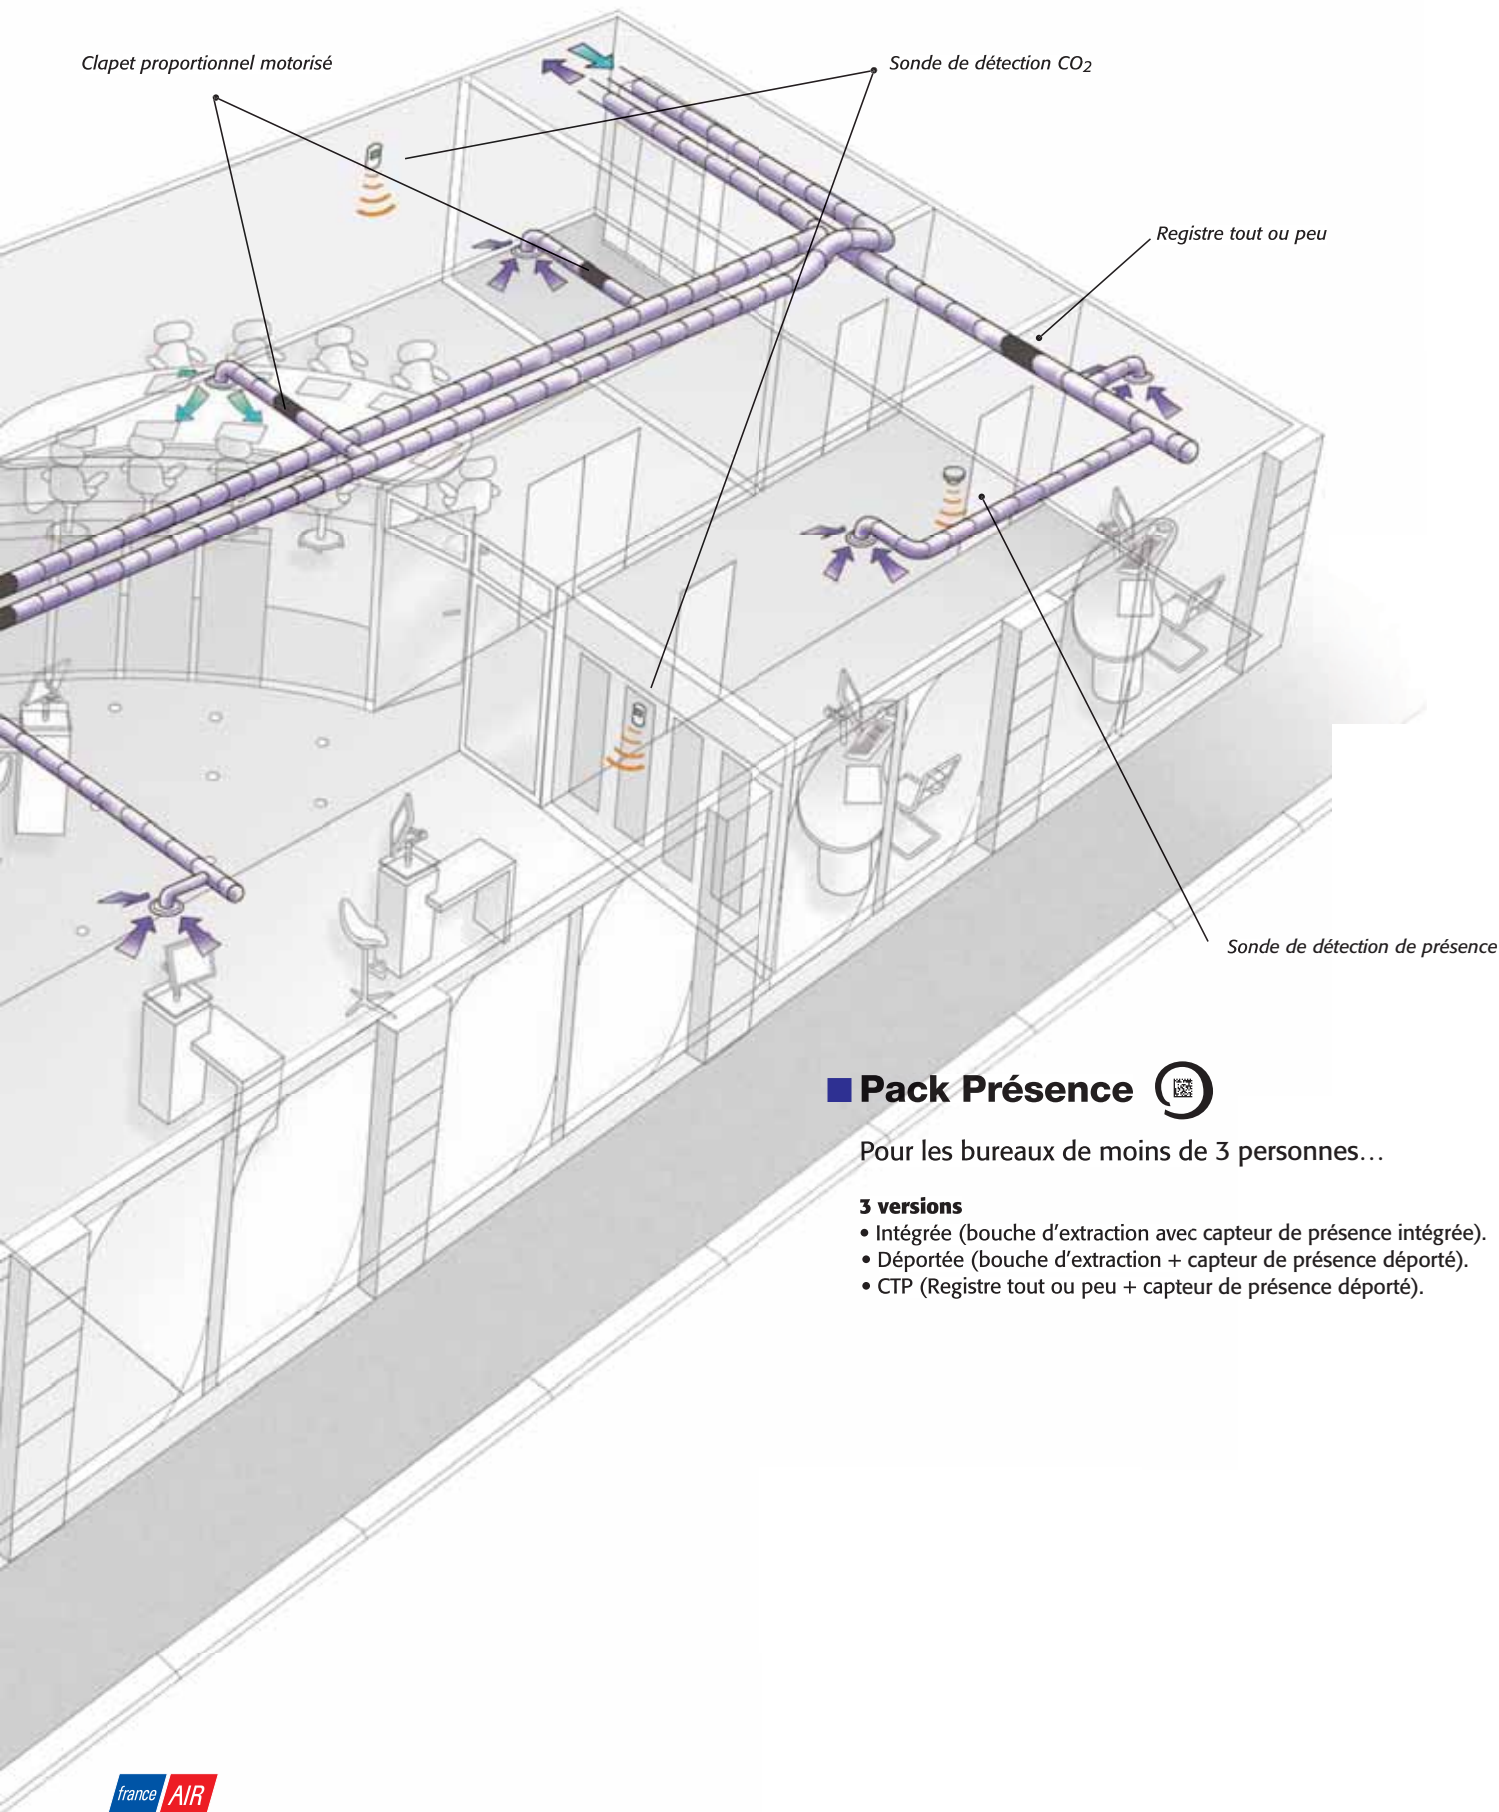 Clapet proportionnel motorisé
Sonde de détection CO2
Registre tout ou peu
Sonde de détection de présence
Pack Présence
Pour les bureaux de moins de 3 personnes…
3 versions
• Intégrée (bouche d'extraction avec capteur de présence intégrée).
• Déportée (bouche d'extraction + capteur de présence déporté).
• CTP (Registre tout ou peu + capteur de présence déporté).
france AIR